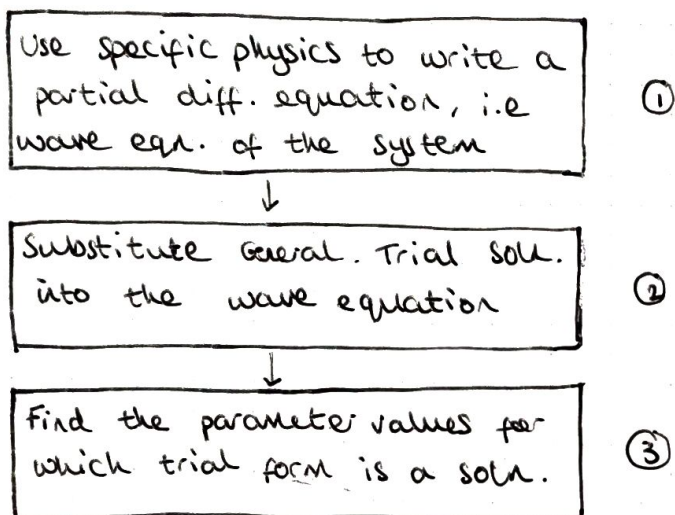 Use specific physics to write a
partial diff. equation, i.e
wave eqn. of the system
①
↓
Substitute General. Trial Soln.
into the wave equation
②
↓
Find the parameter values for
which trial form is a soln.
③